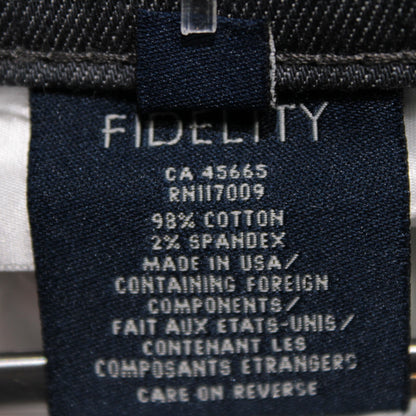 FIDELITY
CA 45665
RN117009
98% COTTON
2% SPANDEX
MADE IN USA/
CONTAINING FOREIGN
COMPONENTS/
FAIT AUX ETATS-UNIS/
CONTENANT LES
COMPOSANTS ETRANGERS
CARE ON REVERSE